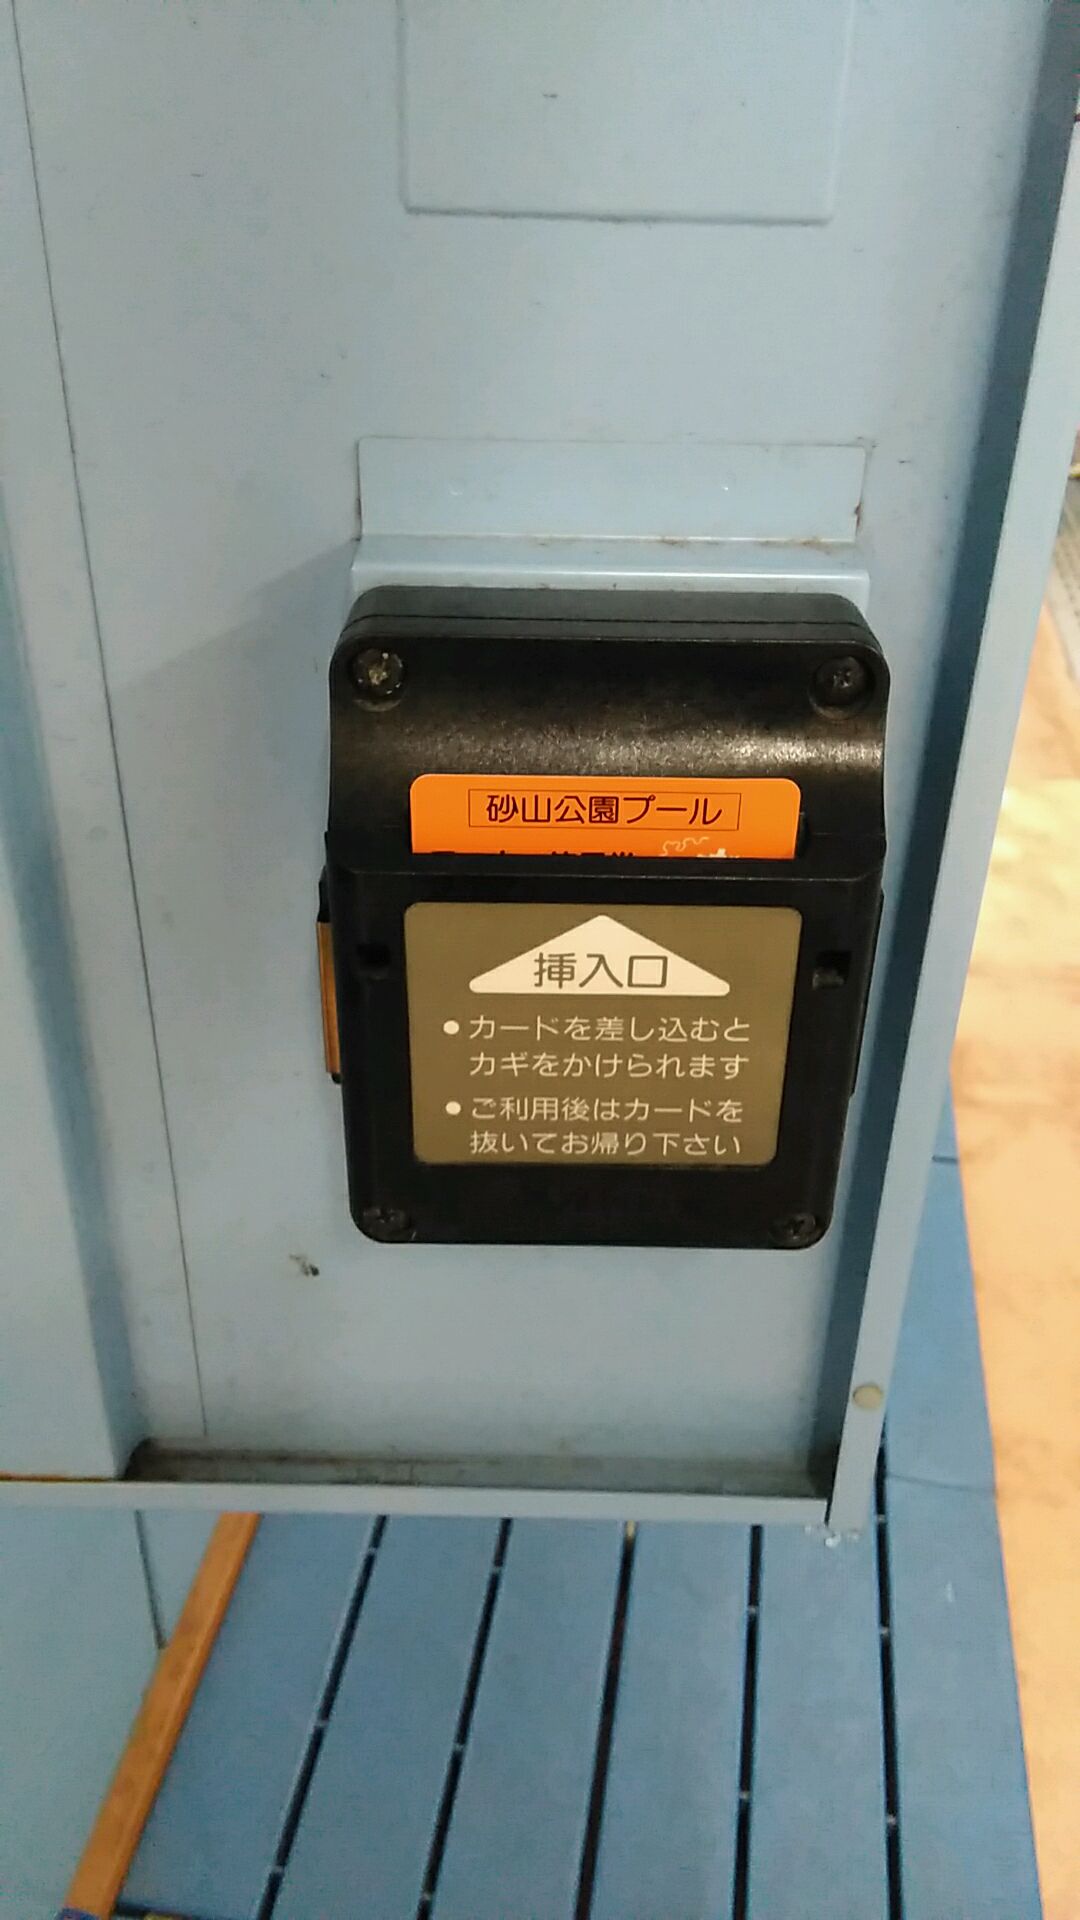 砂山公園プール
挿入口
●カードを差し込むと
カギをかけられます
●ご利用後はカードを
抜いてお帰り下さい